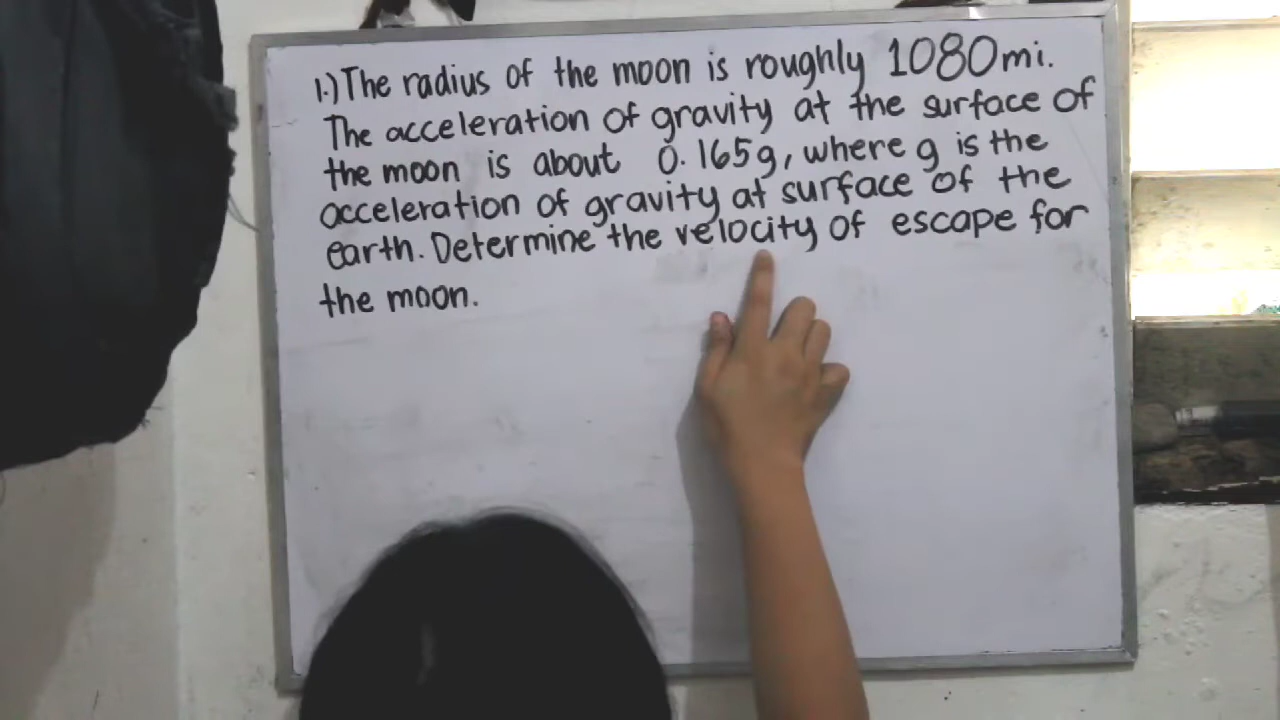 1.) The radius of the moon is roughly 1080mi.
The acceleration of gravity at the surface of
the moon is about 0.165g, where g is the
acceleration of gravity at surface of the
earth. Determine the velocity of escape for
the moon.